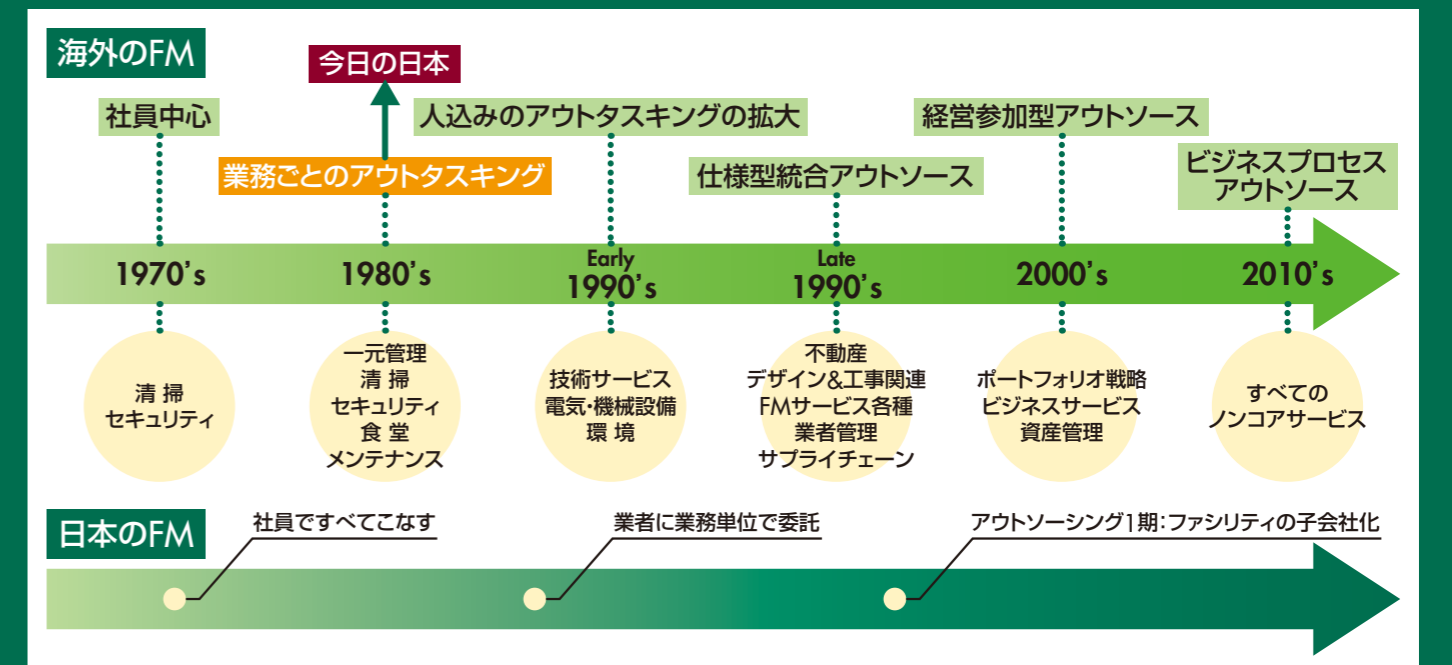 海外のFM
今日の日本
社員中心
人込みのアウトタスキングの拡大
経営参加型アウトソース
業務ごとのアウトタスキング
仕様型統合アウトソース
ビジネスプロセス
アウトソース
1970's
1980's
Early
1990's
Late
1990's
2000's
2010's
清 掃
セキュリティ
一元管理
清 掃
セキュリティ
食 堂
メンテナンス
技術サービス
電気・機械設備
環 境
不動産
デザイン&工事関連
FMサービス各種
業者管理
サプライチェーン
ポートフォリオ戦略
ビジネスサービス
資産管理
すべての
ノンコアサービス
日本のFM
社員ですべてこなす
業者に業務単位で委託
アウトソーシング1期:ファシリティの子会社化